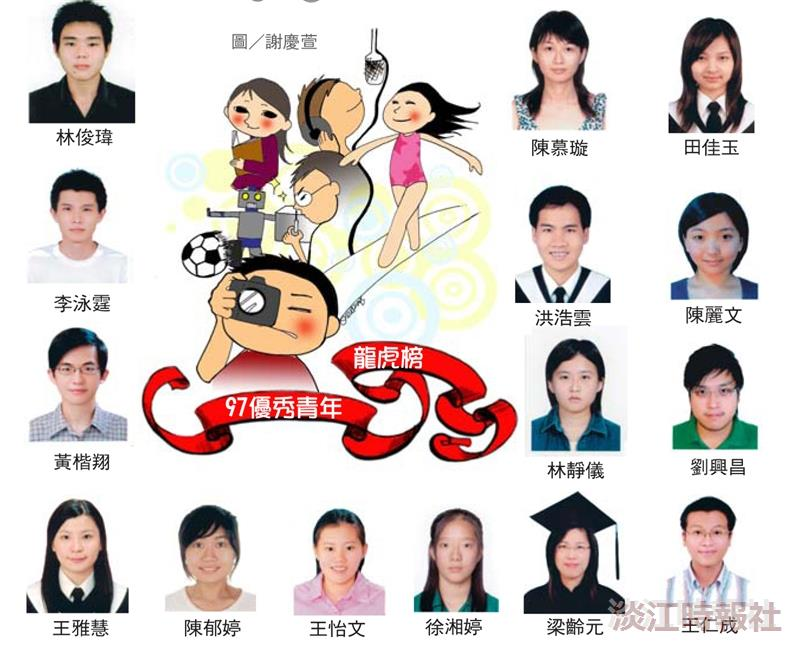 圖／謝慶萱
林俊瑋
陳慕璇
田佳玉
李泳霆
洪浩雲
陳麗文
龍虎榜
97優秀青年
黃楷翔
林靜儀
劉興昌
王雅慧
陳郁婷
王怡文
徐湘婷
梁齡元
王仁成
淡江時報社